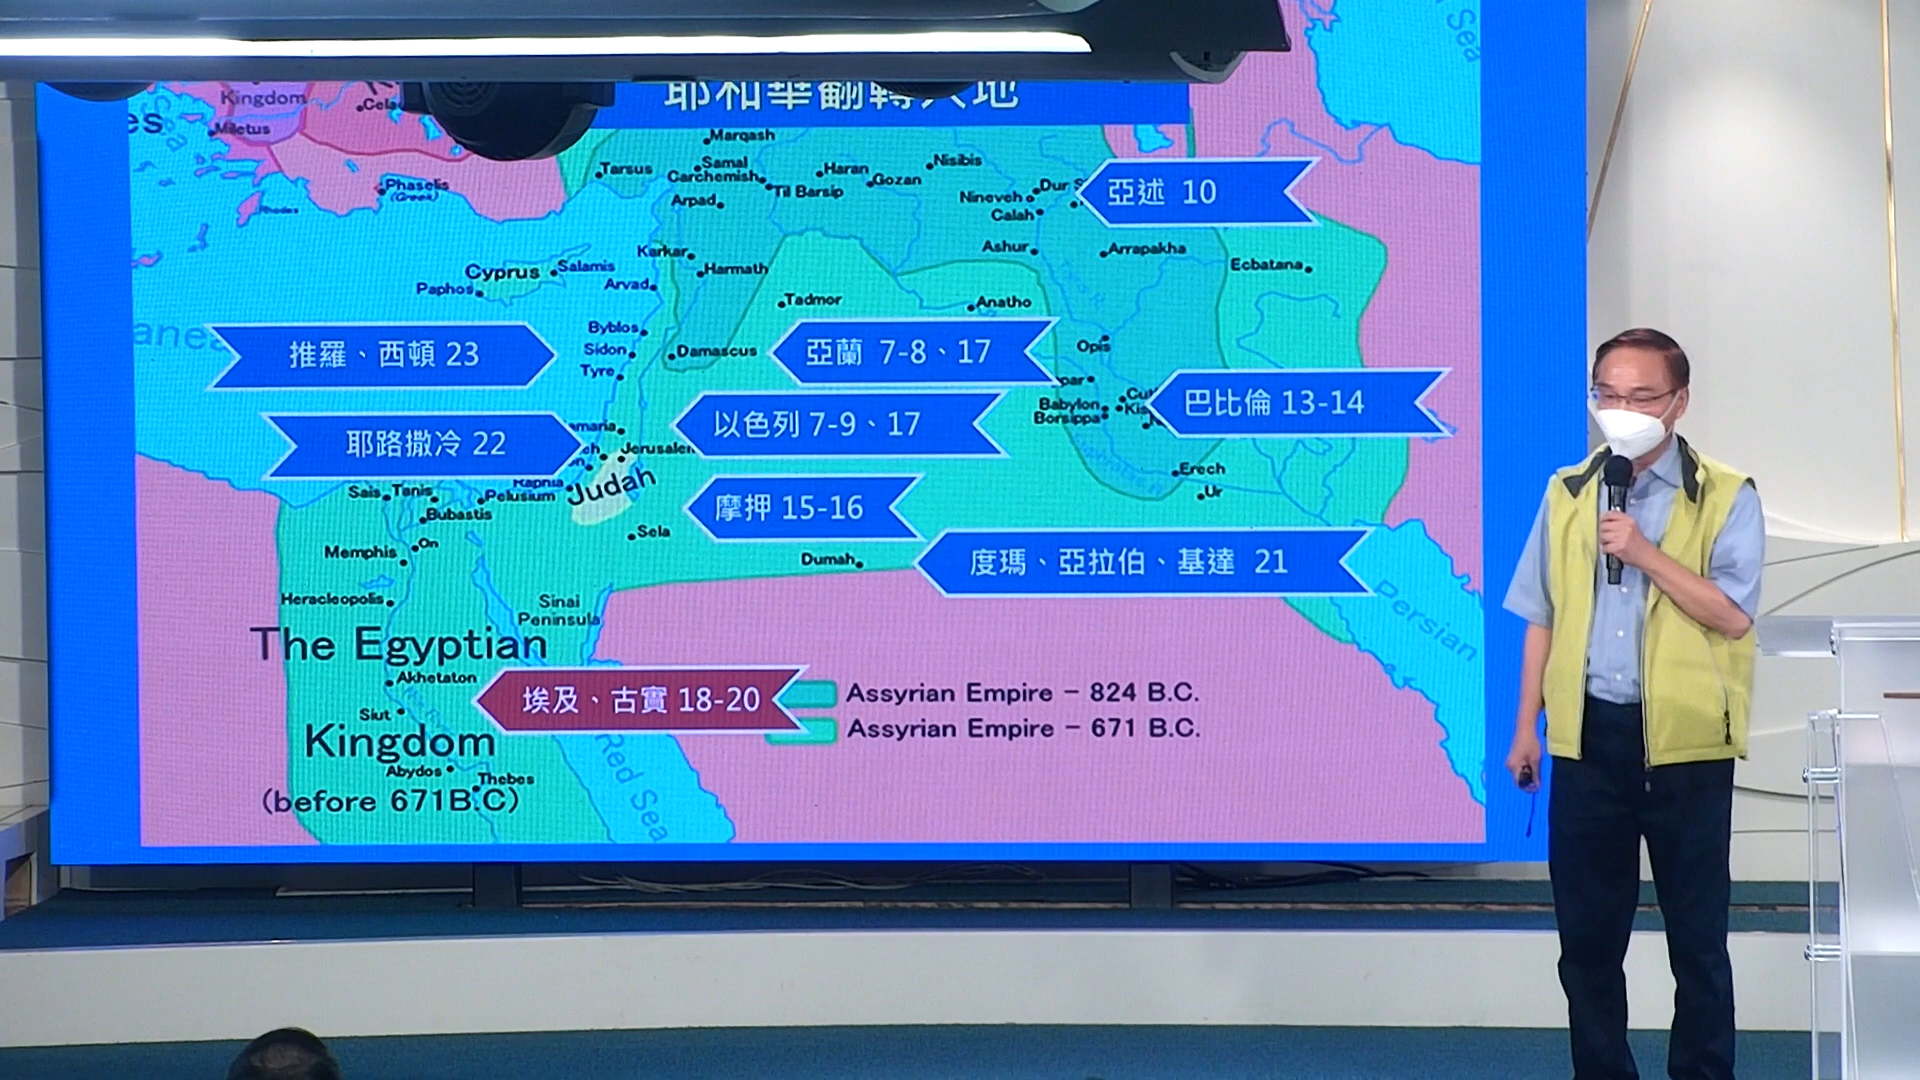 耶和華翻轉大地
Kingdom
Miletus
Marqash
Tarsus
Samal
Carchemish
Haran
Nisibis
Gozan
Til Barsip
Phaselis
(Greek)
Rhodes
Arpad
Nineveh
Dur
Calah
亞述 10
Karkar
Harmath
Ashur
Arrapakha
Ecbatana
Cyprus
Salamis
Paphos
Arvad
Tadmor
Anatho
Byblos
Sidon
Tyre
Damascus
Opis
推羅、西頓 23
亞蘭 7-8、17
巴比倫 13-14
Babylon
Borsippa
耶路撒冷 22
以色列 7-9、17
Judah
Erech
Ur
Sais
Tanis
Raphia
Pelusium
Bubastis
摩押 15-16
Sela
Memphis
On
Dumah
度瑪、亞拉伯、基達 21
Heracleopolis
Sinai
Peninsula
Persian
The Egyptian
Akhetaton
埃及、古實 18-20
Assyrian Empire - 824 B.C.
Assyrian Empire - 671 B.C.
Siut
Kingdom
Abydos
Thebes
(before 671B.C)
Red Sea
Sea